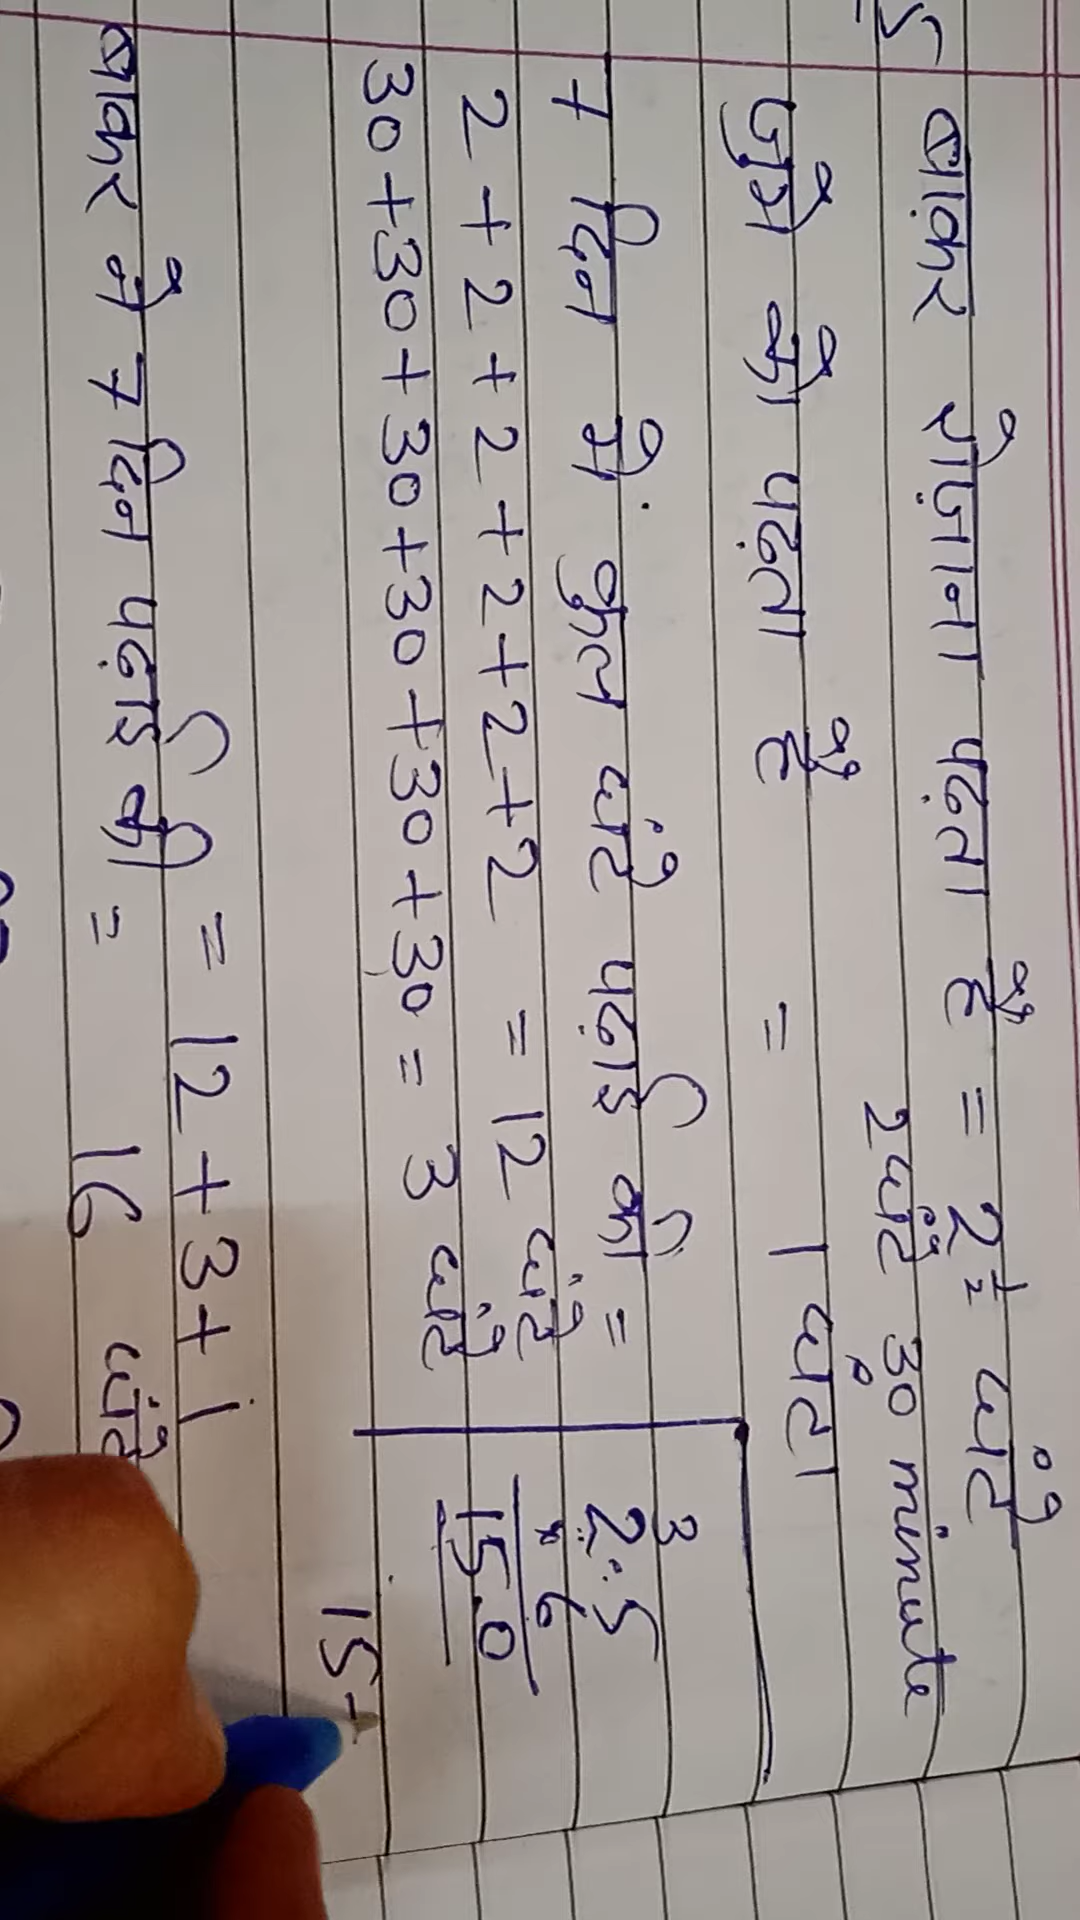 5 बाकर रोज़ाना पढ़ता है = 2 1/2 घंटे
2 घंटे 30 minute
जुमे को पढ़ता है = 1 घंटा
7 दिन में कुल घंटे पढ़ाई की =
2 + 2 + 2 + 2 + 2 + 2 = 12 घंटे
30 + 30 + 30 + 30 + 30 + 30 = 3 घंटे
3
2.5
× 6
15.0
15 +
= 12 + 3 + 1
बाकर ने 7 दिन पढ़ाई की = 16 घंटे